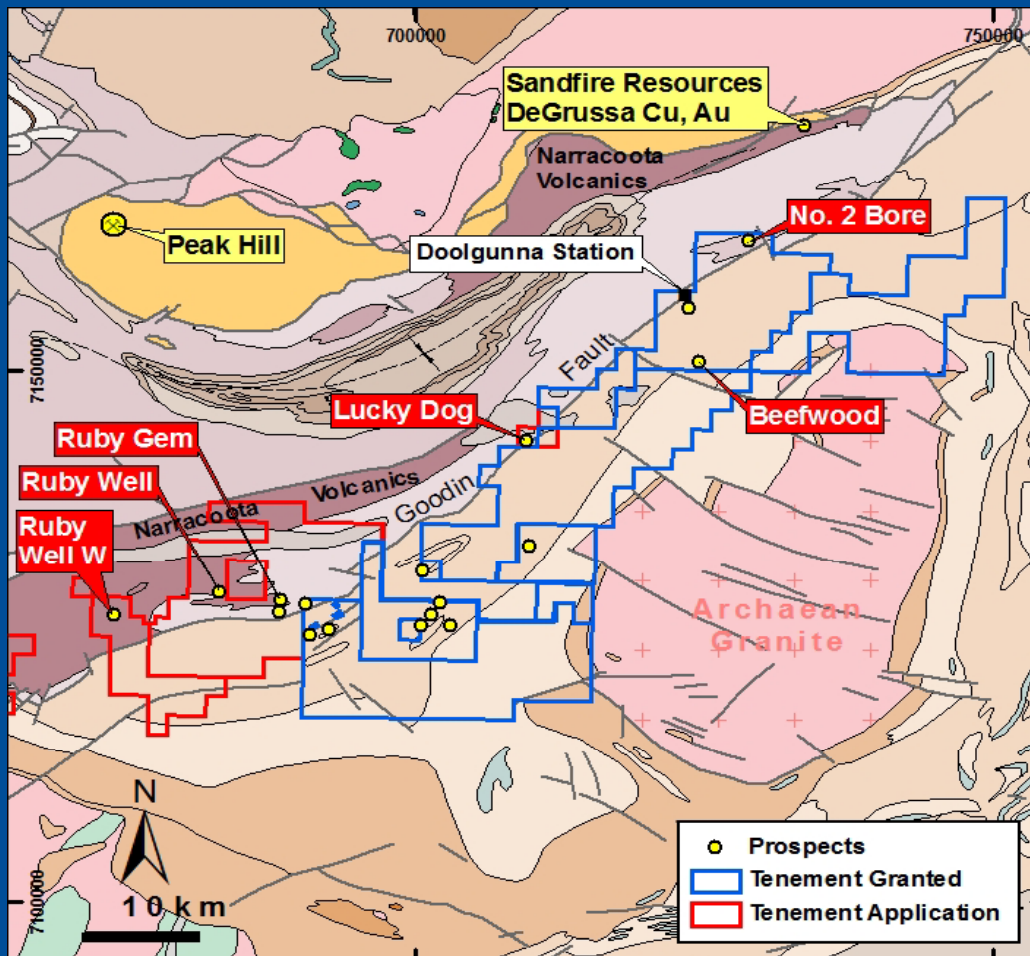 700000
750000
Sandfire Resources
DeGrussa Cu, Au
Narracoota
Volcanics
No. 2 Bore
Peak Hill
Doolgunna Station
7150000
Fault
Lucky Dog
Beefwood
Ruby Gem
Ruby Well
Volcanics
Narracoota
Goodin
Ruby
Well W
Archaean
Granite
N
10km
7100000
Prospects
Tenement Granted
Tenement Application